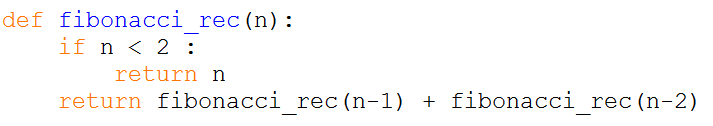 def fibonacci_rec(n):
    if n < 2 :
        return n
    return fibonacci_rec(n-1) + fibonacci_rec(n-2)